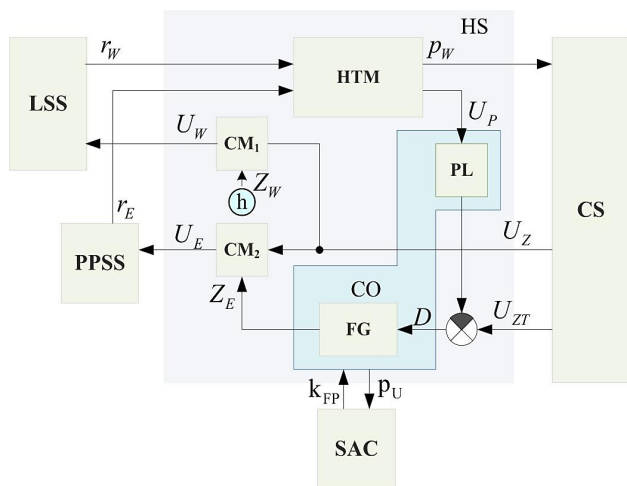 HS
r_W
p_W
LSS
HTM
U_P
U_W
CM₁
PL
Z_W
h
CS
r_E
PPSS
U_E
CM₂
U_Z
Z_E
CO
FG
D
U_ZT
k_FP
p_U
SAC